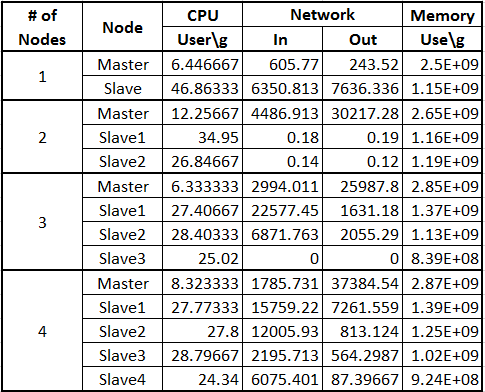 # of Nodes Node CPU Network Memory
User\g In Out Use\g
1 Master 6.446667 605.77 243.52 2.5E+09
Slave 46.86333 6350.813 7636.336 1.15E+09
2 Master 12.25667 4486.913 30217.28 2.65E+09
Slave1 34.95 0.18 0.19 1.16E+09
Slave2 26.84667 0.14 0.12 1.19E+09
3 Master 6.333333 2994.011 25987.8 2.85E+09
Slave1 27.40667 22577.45 1631.18 1.37E+09
Slave2 28.40333 6871.763 2055.29 1.13E+09
Slave3 25.02 0 0 8.39E+08
4 Master 8.323333 1785.731 37384.54 2.87E+09
Slave1 27.77333 15759.22 7261.559 1.39E+09
Slave2 27.8 12005.93 813.124 1.25E+09
Slave3 28.79667 2195.713 564.2987 1.02E+09
Slave4 24.34 6075.401 87.39667 9.24E+08